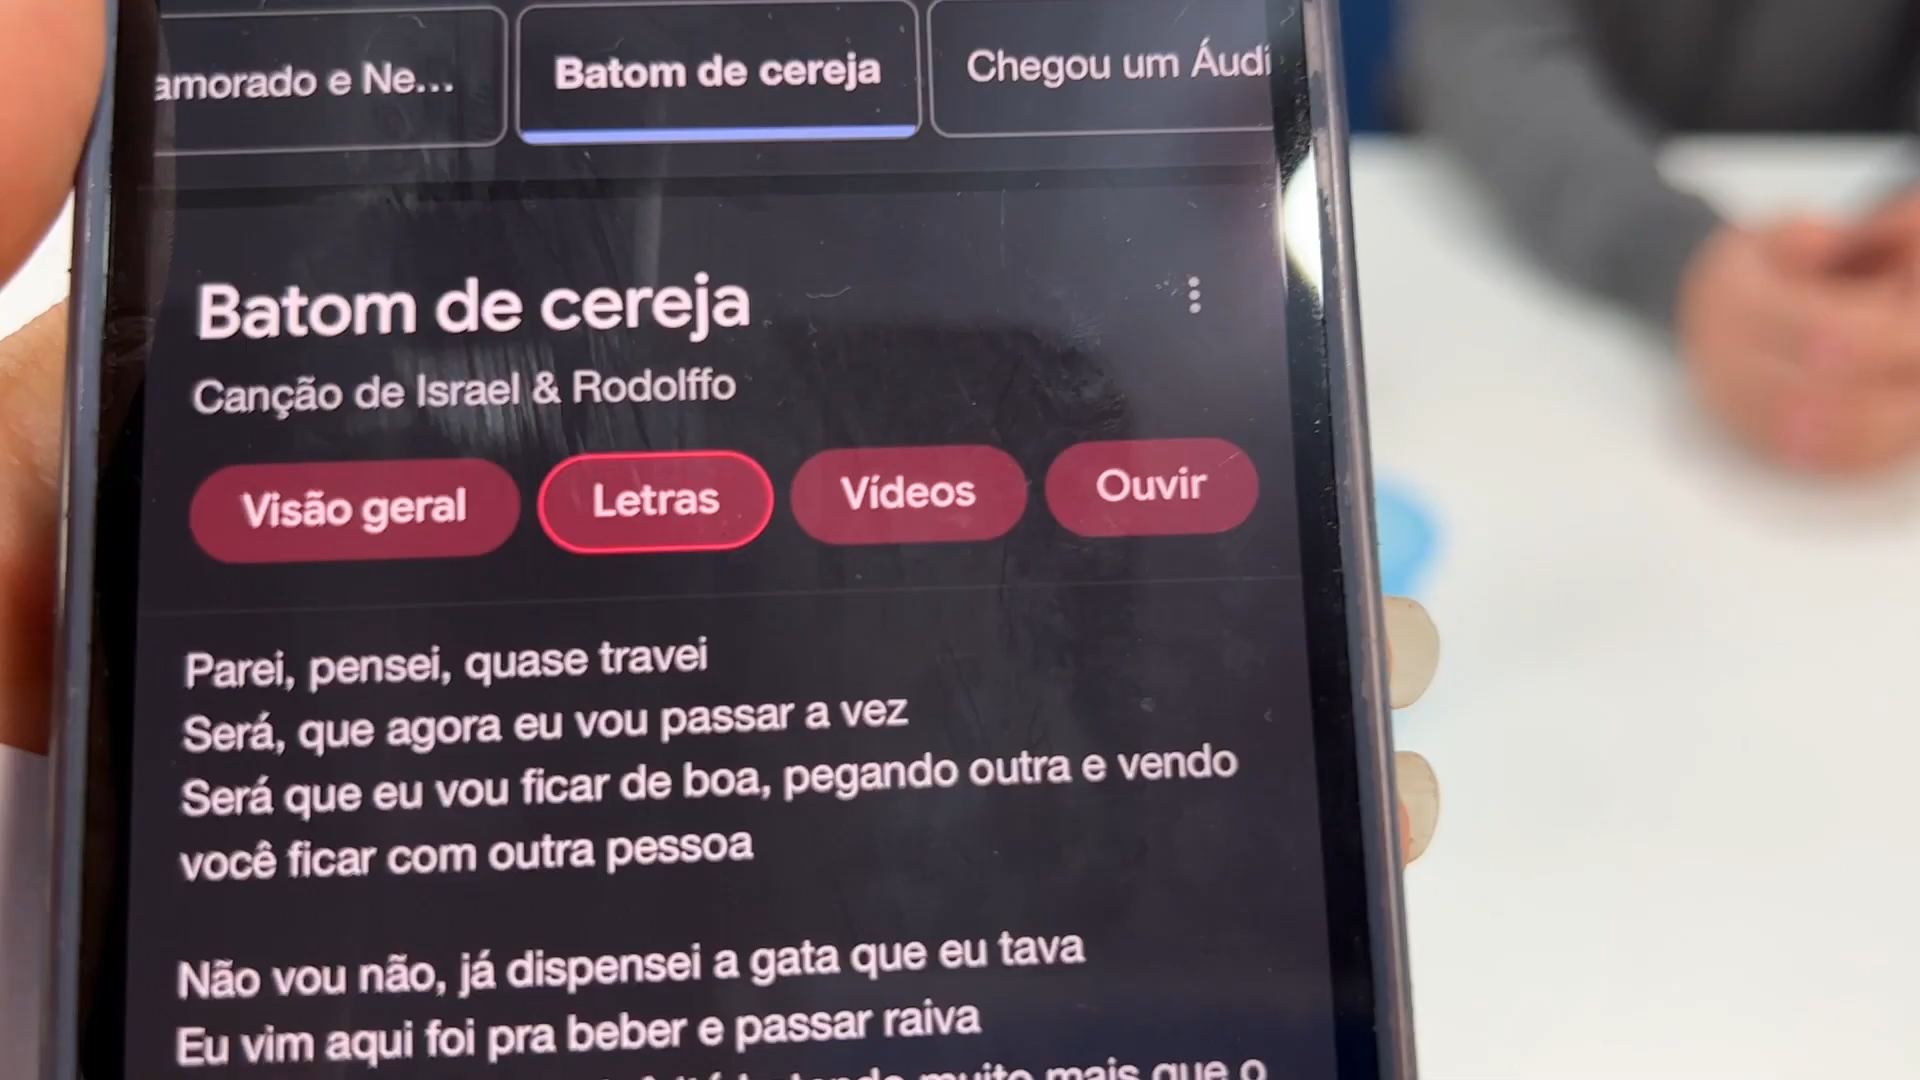 amorado e Ne...
Batom de cereja
Chegou um Áudi
Batom de cereja
Canção de Israel & Rodolffo
Visão geral
Letras
Vídeos
Ouvir
Parei, pensei, quase travei
Será, que agora eu vou passar a vez
Será que eu vou ficar de boa, pegando outra e vendo
você ficar com outra pessoa
Não vou não, já dispensei a gata que eu tava
Eu vim aqui foi pra beber e passar raiva
muito mais que o